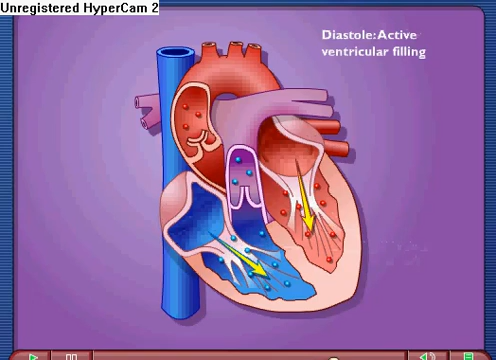 Unregistered HyperCam 2
Diastole: Active
ventricular filling